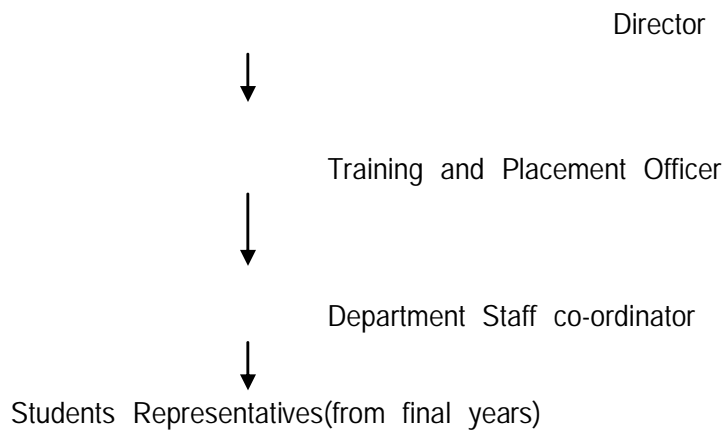 Director
Training and Placement Officer
Department Staff co-ordinator
Students Representatives(from final years)